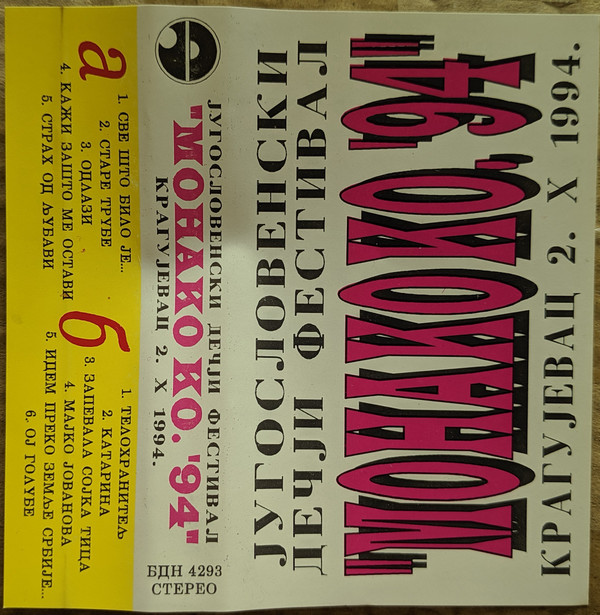 ЈУГОСЛОВЕНСКИ
ДЕЧЈИ ФЕСТИВАЛ
"МОНАКО КО. '94"
КРАГУЈЕВАЦ 2. X 1994.
ЈУГОСЛОВЕНСКИ ДЕЧЈИ ФЕСТИВАЛ
"МОНАКО КО. '94"
КРАГУЈЕВАЦ 2. X 1994.
БДН 4293
СТЕРЕО
а
1. СВЕ ШТО БИЛО ЈЕ...
2. СТАРЕ ТРУБЕ
3. ОДЛАЗИ
4. КАЖИ ЗАШТО МЕ ОСТАВИ
5. СТРАХ ОД ЉУБАВИ
б
1. ТЕЛОХРАНИТЕЉ
2. КАТАРИНА
3. ЗАПЕВАЛА СОЈКА ТИЦА
4. МАЈКО ЈОВАНОВА
5. ИДЕМ ПРЕКО ЗЕМЉЕ СРБИЈЕ...
6. ОЈ ГОЛУБЕ